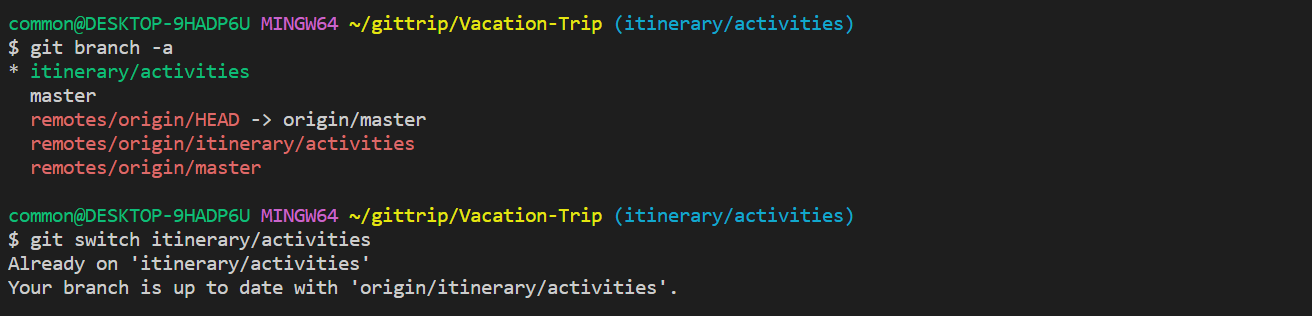 common@DESKTOP-9HADP6U MINGW64 ~/gittrip/Vacation-Trip (itinerary/activities)
$ git branch -a
* itinerary/activities
  master
  remotes/origin/HEAD -> origin/master
  remotes/origin/itinerary/activities
  remotes/origin/master
common@DESKTOP-9HADP6U MINGW64 ~/gittrip/Vacation-Trip (itinerary/activities)
$ git switch itinerary/activities
Already on 'itinerary/activities'
Your branch is up to date with 'origin/itinerary/activities'.